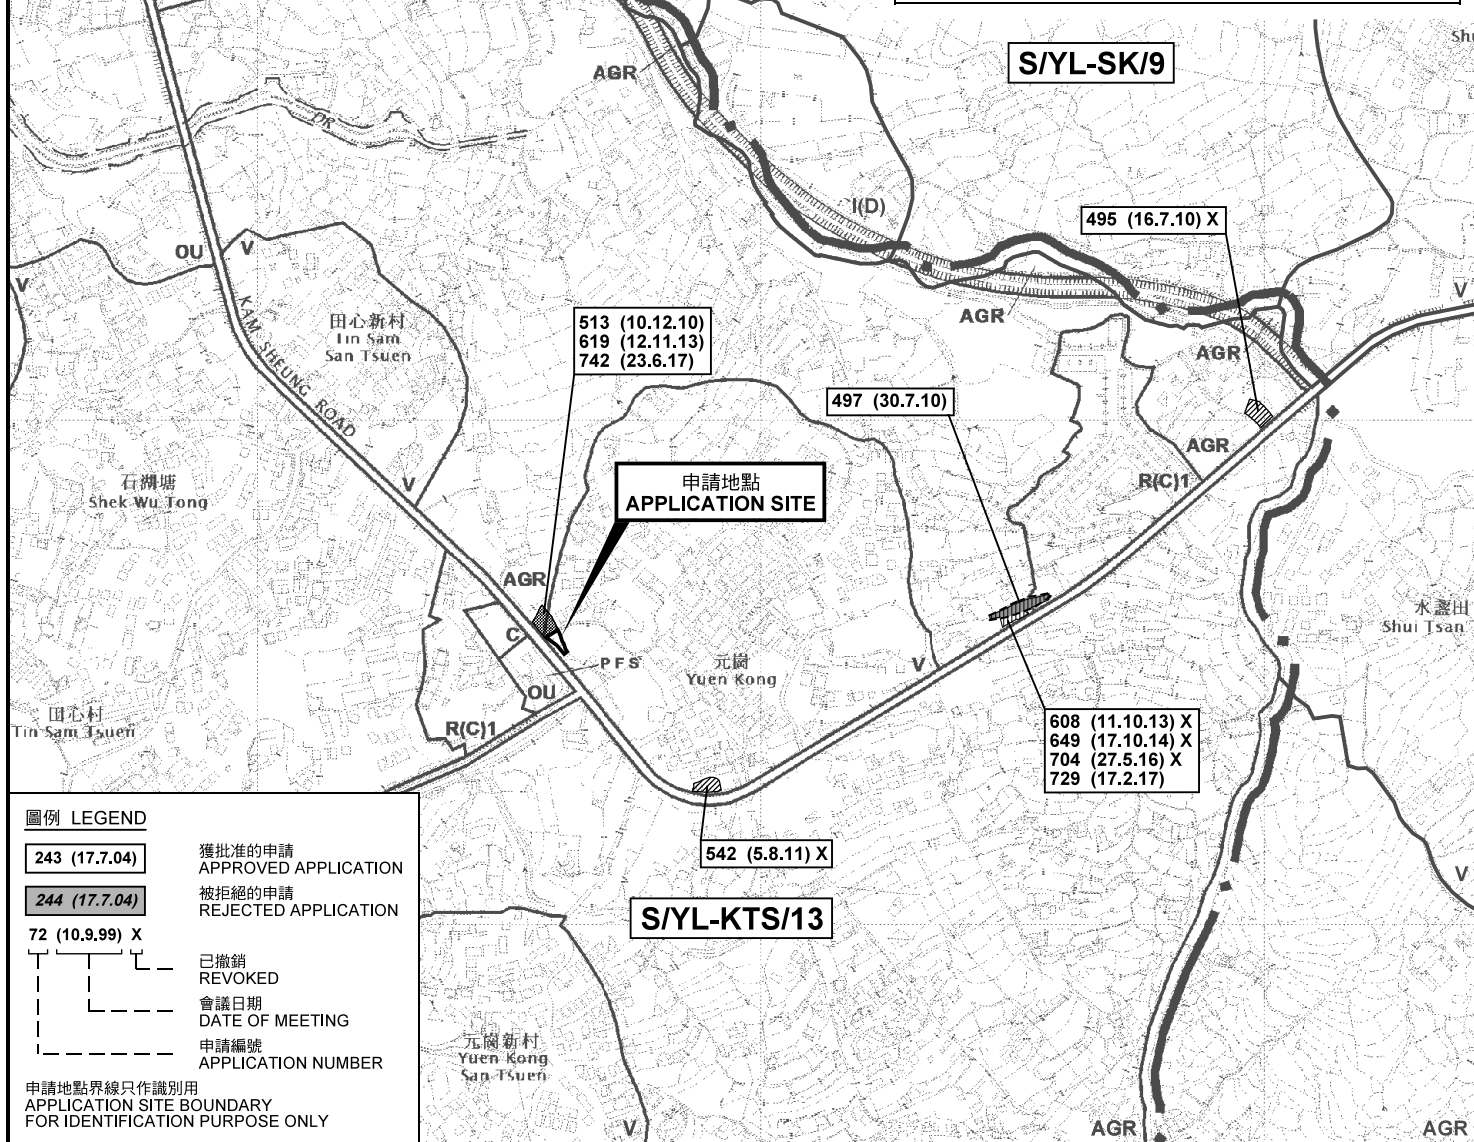 S/YL-SK/9
Shu
AGR
DR
I(D)
495 (16.7.10) X
OU
V
V
V
KAM SHEUNG ROAD
田心新村
Tin Sam
San Tsuen
513 (10.12.10)
619 (12.11.13)
742 (23.6.17)
AGR
AGR
497 (30.7.10)
AGR
R(C)1
石湖塘
Shek Wu Tong
V
申請地點
APPLICATION SITE
AGR
C
PFS
元崗
Yuen Kong
V
水盞田
Shui Tsan
OU
R(C)1
田心村
Tin Sam Tsuen
608 (11.10.13) X
649 (17.10.14) X
704 (27.5.16) X
729 (17.2.17)
542 (5.8.11) X
V
S/YL-KTS/13
圖例 LEGEND
243 (17.7.04)
獲批准的申請
APPROVED APPLICATION
244 (17.7.04)
被拒絕的申請
REJECTED APPLICATION
72 (10.9.99) X
已撤銷
REVOKED
會議日期
DATE OF MEETING
申請編號
APPLICATION NUMBER
申請地點界線只作識別用
APPLICATION SITE BOUNDARY
FOR IDENTIFICATION PURPOSE ONLY
元崗新村
Yuen Kong
San Tsuen
V
AGR
AGR